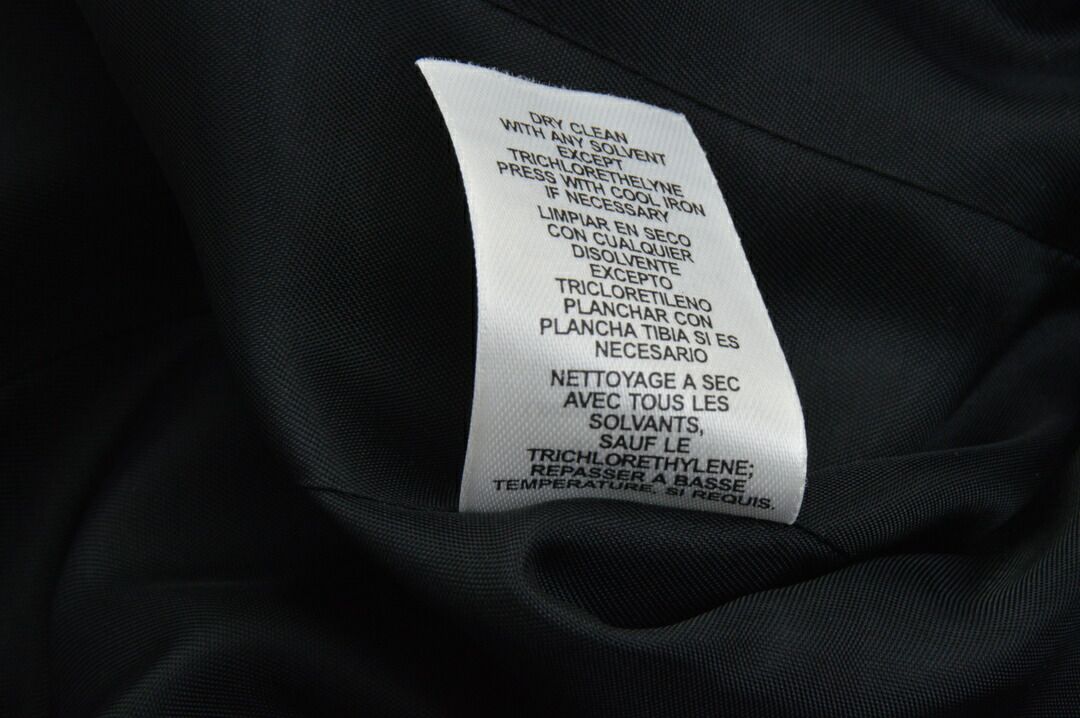 DRY CLEAN
WITH ANY SOLVENT
EXCEPT
TRICHLORETHELYNE
PRESS WITH COOL IRON
IF NECESSARY
LIMPIAR EN SECO
CON CUALQUIER
DISOLVENTE
EXCEPTO
TRICLORETILENO
PLANCHAR CON
PLANCHA TIBIA SI ES
NECESARIO
NETTOYAGE A SEC
AVEC TOUS LES
SOLVANTS,
SAUF LE
TRICHLORETHYLENE;
REPASSER A BASSE
TEMPERATURE, SI REQUIS.